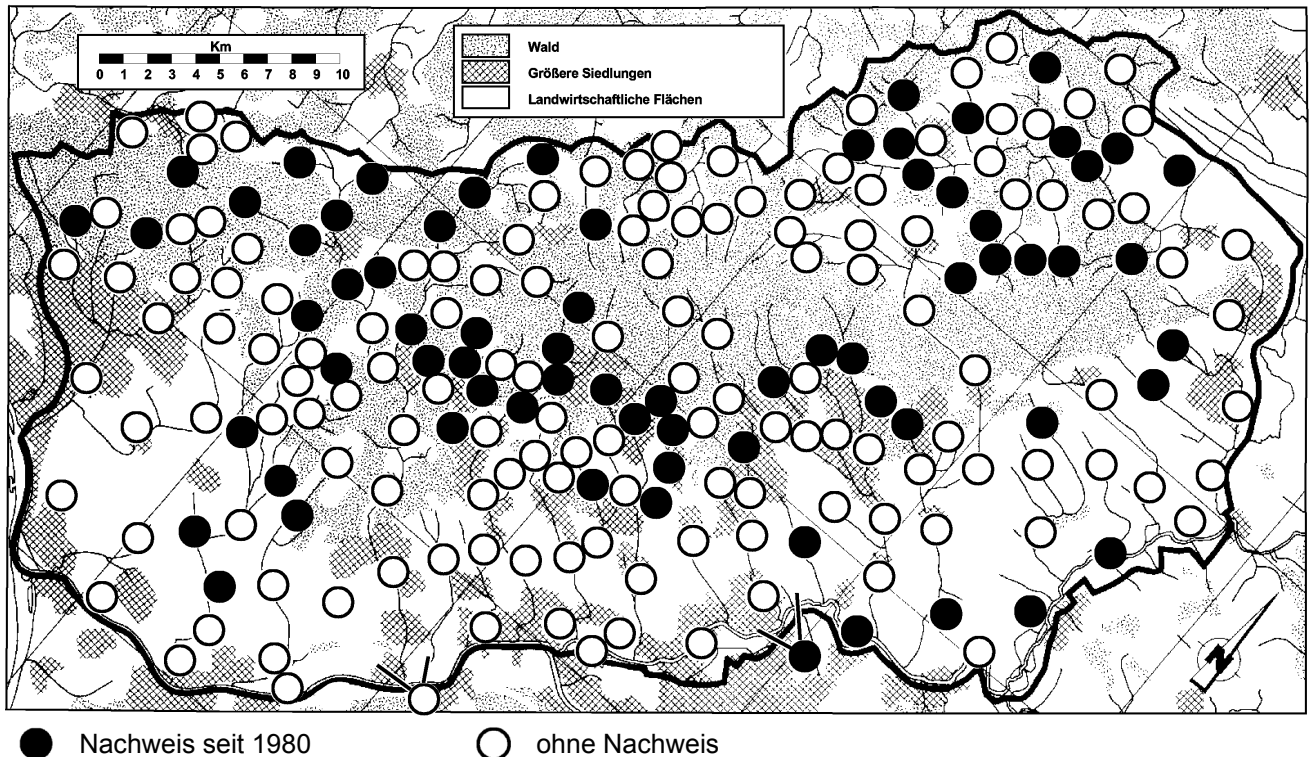 Km
0 1 2 3 4 5 6 7 8 9 10
Wald
Größere Siedlungen
Landwirtschaftliche Flächen
N
Nachweis seit 1980
ohne Nachweis